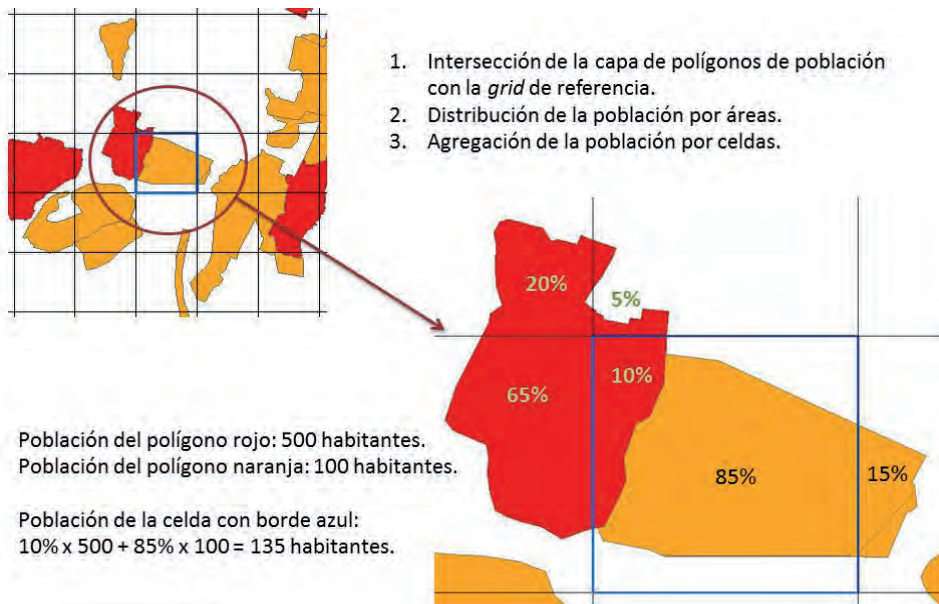 1. Intersección de la capa de polígonos de población
con la grid de referencia.
2. Distribución de la población por áreas.
3. Agregación de la población por celdas.
20%
5%
10%
65%
85%
15%
Población del polígono rojo: 500 habitantes.
Población del polígono naranja: 100 habitantes.
Población de la celda con borde azul:
10% x 500 + 85% x 100 = 135 habitantes.